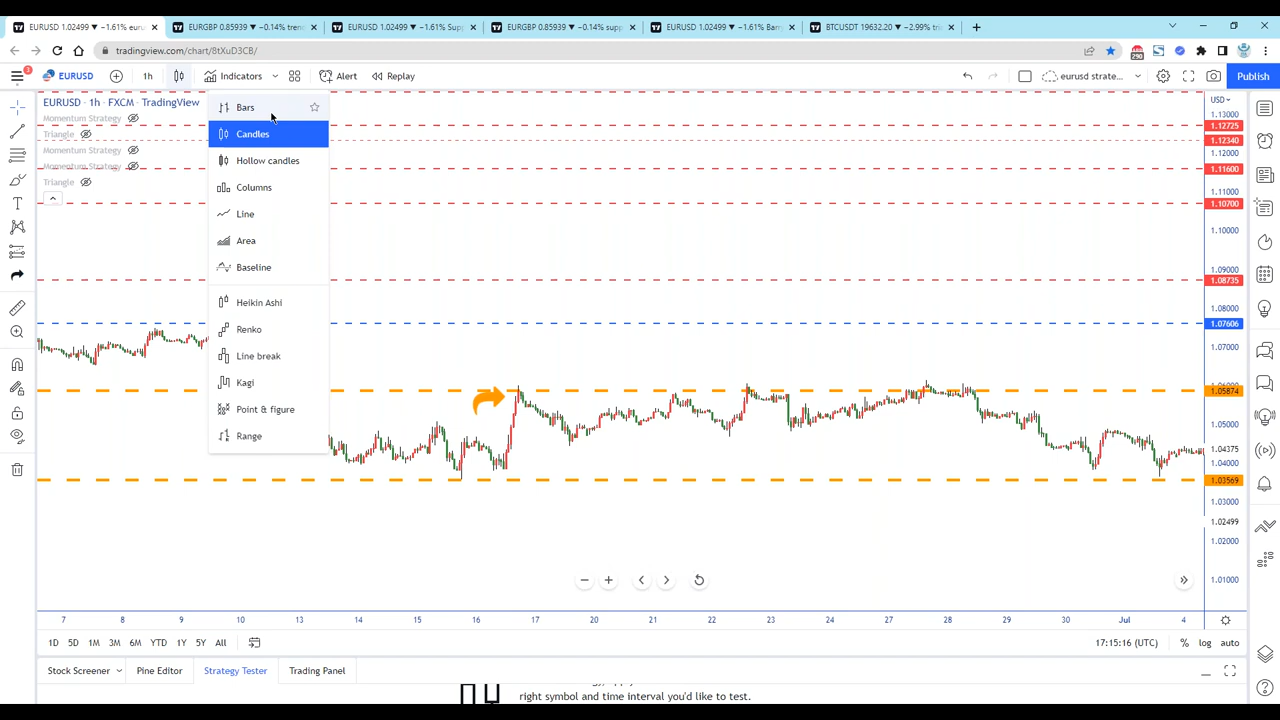 EURUSD 1.02499 −1.61% eur
EURGBP 0.85939 −0.14% tren
EURUSD 1.02499 −1.61% Supp
EURGBP 0.85939 −0.14% supp
EURUSD 1.02499 −1.61% Barry
BTCUSDT 19632.20 −2.99% tri
tradingview.com/chart/8tXuD3CB/
290
3
EURUSD
1h
Indicators
Alert
Replay
eurusd strate...
Publish
EURUSD · 1h · FXCM · TradingView
Momentum Strategy
Triangle
Momentum Strategy
Momentum Strategy
Triangle
Bars
Candles
Hollow candles
Columns
Line
Area
Baseline
Heikin Ashi
Renko
Line break
Kagi
Point & figure
Range
USD
1.13000
1.12725
1.12340
1.12000
1.11600
1.11000
1.10700
1.10000
1.09000
1.08735
1.08000
1.07606
1.07000
1.05874
1.05000
1.04375
1.04000
1.03569
1.03000
1.02499
1.02000
1.01000
7 8 9 10 13 14 15 16 17 20 21 22 23 24 27 28 29 30 Jul 4
1D 5D 1M 3M 6M YTD 1Y 5Y All
17:15:16 (UTC)
% log auto
Stock Screener
Pine Editor
Strategy Tester
Trading Panel
right symbol and time interval you'd like to test.